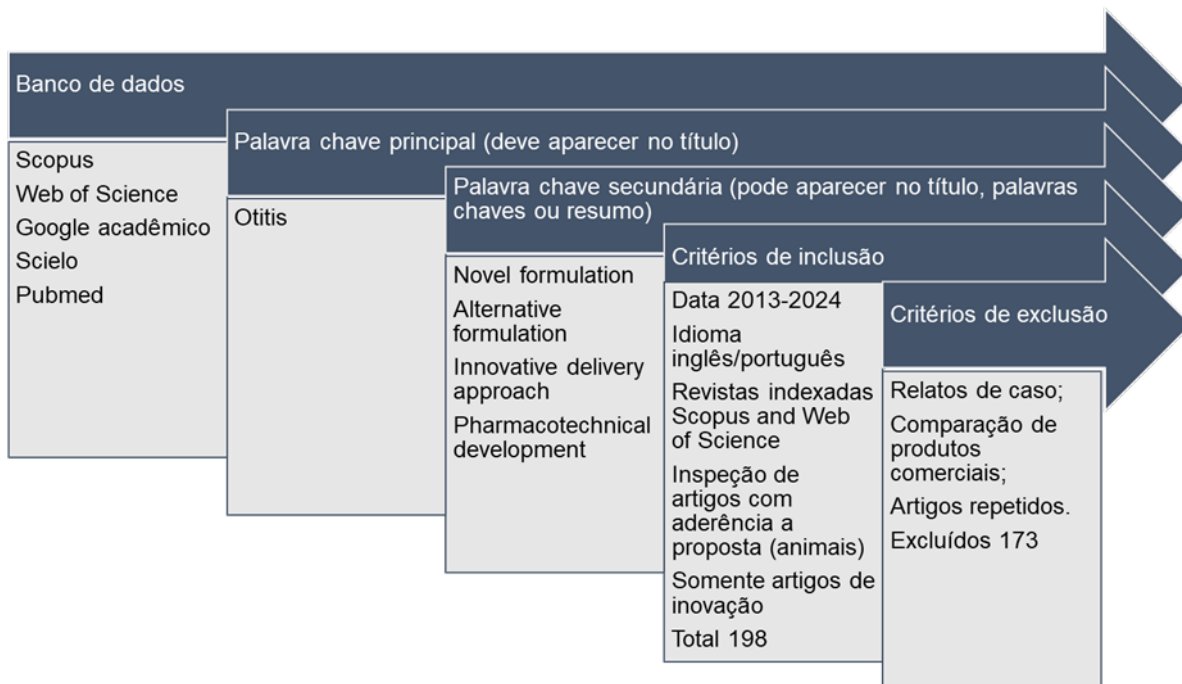 Banco de dados
Scopus
Web of Science
Google acadêmico
Scielo
Pubmed
Palavra chave principal (deve aparecer no título)
Otitis
Palavra chave secundária (pode aparecer no título, palavras
chaves ou resumo)
Novel formulation
Alternative
formulation
Innovative delivery
approach
Pharmacotechnical
development
Critérios de inclusão
Data 2013-2024
Idioma
inglês/português
Revistas indexadas
Scopus and Web
of Science
Inspeção de
artigos com
aderência a
proposta (animais)
Somente artigos de
inovação
Total 198
Critérios de exclusão
Relatos de caso;
Comparação de
produtos
comerciais;
Artigos repetidos.
Excluídos 173